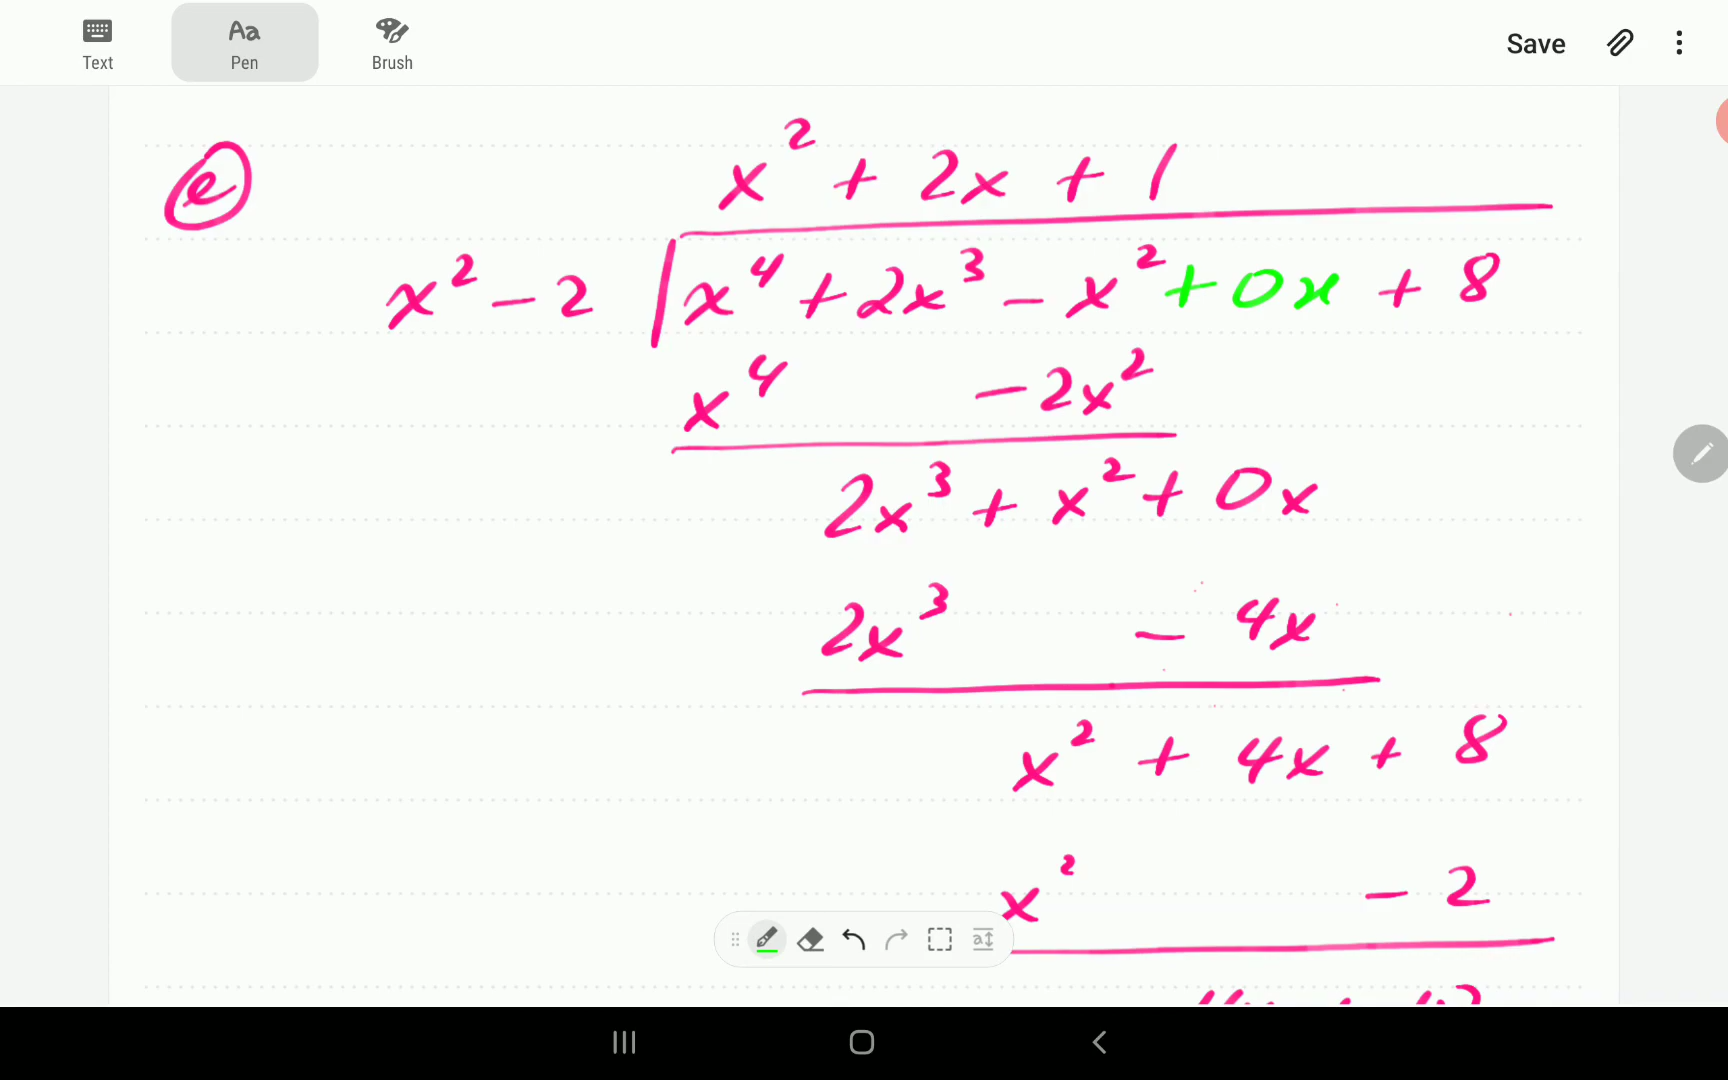 Text Pen Brush Save
Aa
x² + 2x + 1
e x² - 2 x⁴ + 2x³ - x² + 0x + 8
x⁴ - 2x²
2x³ + x² + 0x
2x³ - 4x
x² + 4x + 8
x² - 2